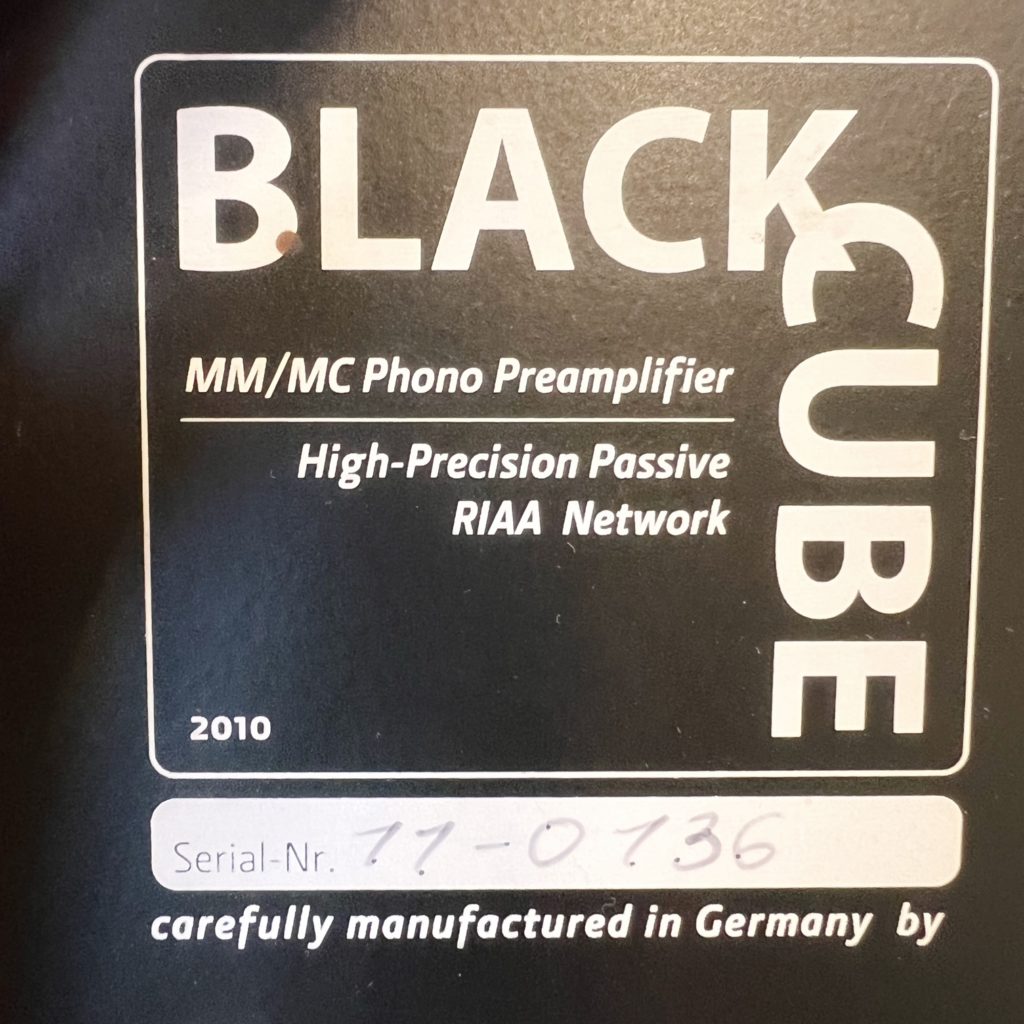 BLACK
CUBE
MM/MC Phono Preamplifier
High-Precision Passive
RIAA Network
2010
Serial-Nr. 11-0136
carefully manufactured in Germany by